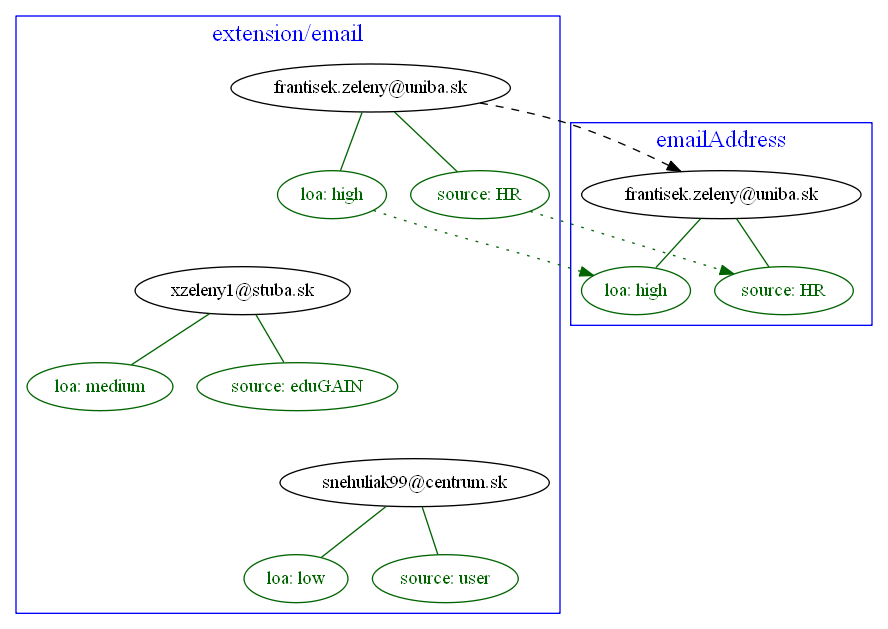 extension/email
frantisek.zeleny@uniba.sk
emailAddress
loa: high
source: HR
frantisek.zeleny@uniba.sk
xzeleny1@stuba.sk
loa: high
source: HR
loa: medium
source: eduGAIN
snehuliak99@centrum.sk
loa: low
source: user